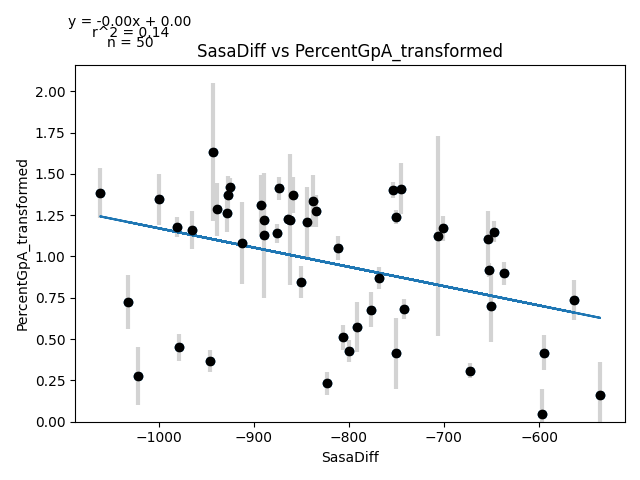 y = -0.00x + 0.00
r^2 = 0.14
n = 50
SasaDiff vs PercentGpA_transformed
PercentGpA_transformed
2.00
1.75
1.50
1.25
1.00
0.75
0.50
0.25
0.00
−1000 −900 −800 −700 −600
SasaDiff